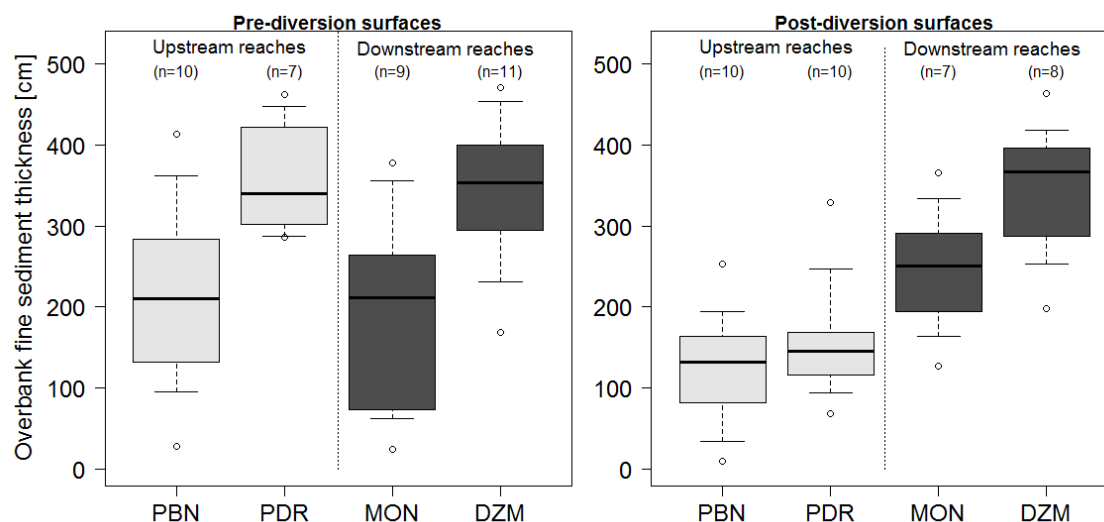 Pre-diversion surfaces
Upstream reaches
Downstream reaches
(n=10)
(n=7)
(n=9)
(n=11)
Overbank fine sediment thickness [cm]
500
400
300
200
100
0
PBN
PDR
MON
DZM
Post-diversion surfaces
Upstream reaches
Downstream reaches
(n=10)
(n=10)
(n=7)
(n=8)
500
400
300
200
100
0
PBN
PDR
MON
DZM